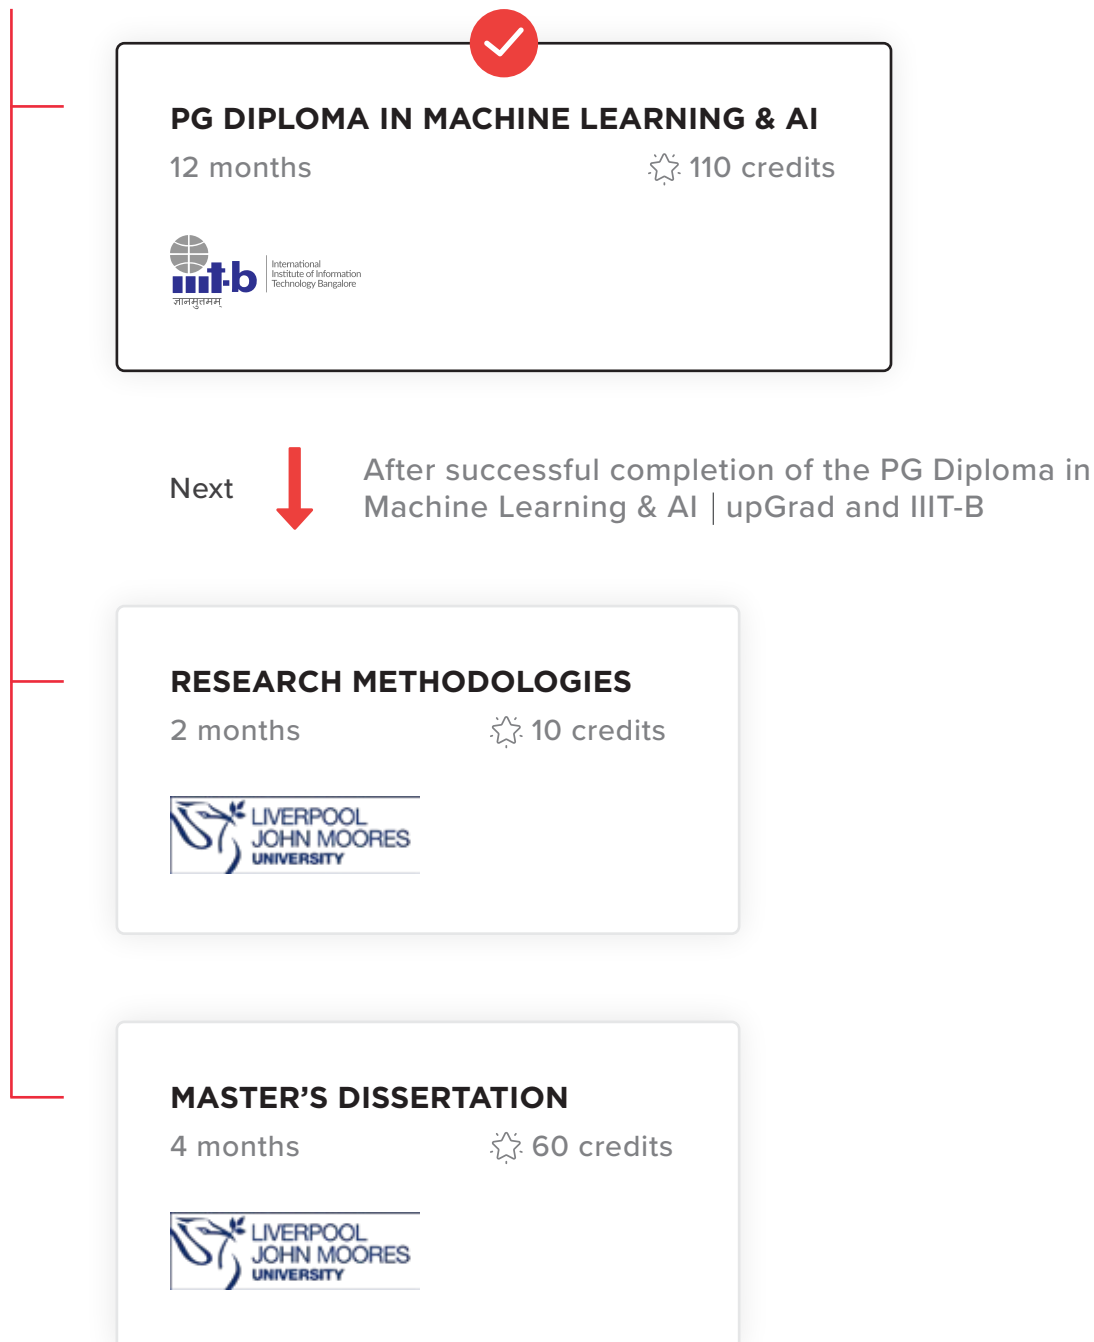 PG DIPLOMA IN MACHINE LEARNING & AI
12 months
110 credits
iiit-b
International
Institute of Information
Technology Bangalore
ज्ञानमुत्तमम्
Next
After successful completion of the PG Diploma in
Machine Learning & AI | upGrad and IIIT-B
RESEARCH METHODOLOGIES
2 months
10 credits
LIVERPOOL
JOHN MOORES
UNIVERSITY
MASTER’S DISSERTATION
4 months
60 credits
LIVERPOOL
JOHN MOORES
UNIVERSITY